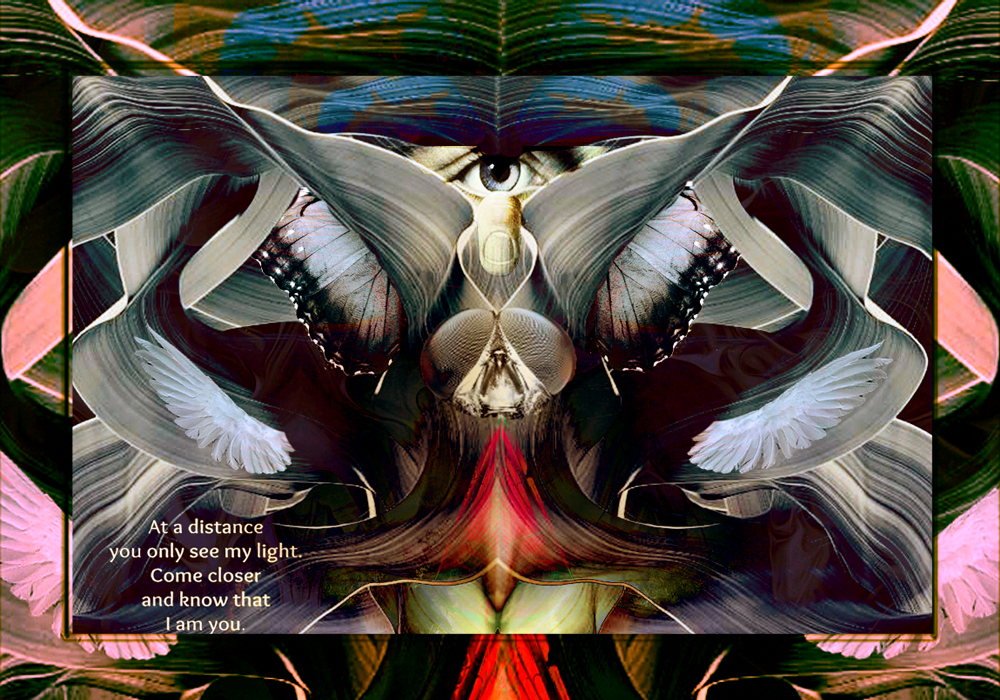 At a distance
you only see my light.
Come closer
and know that
I am you.